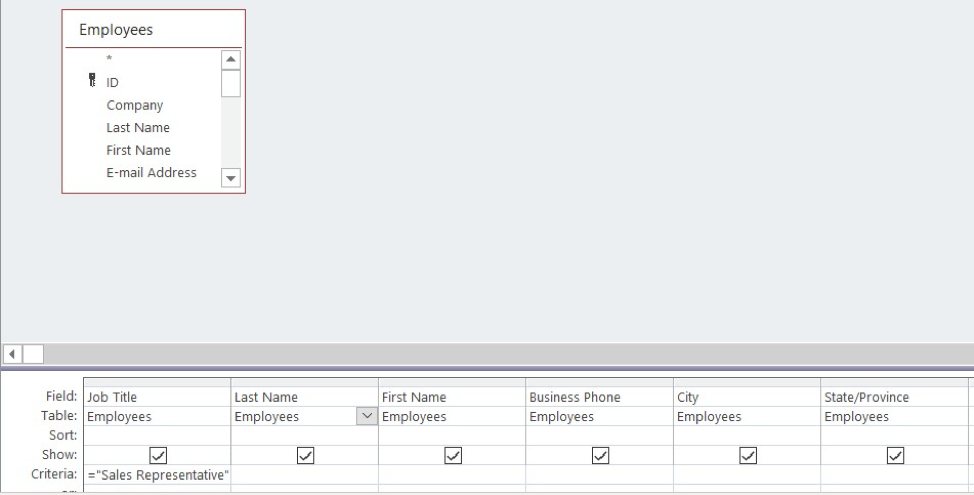 Employees
*
ID
Company
Last Name
First Name
E-mail Address
Field: Job Title Last Name First Name Business Phone City State/Province
Table: Employees Employees Employees Employees Employees Employees
Sort:
Show:
Criteria: ="Sales Representative"